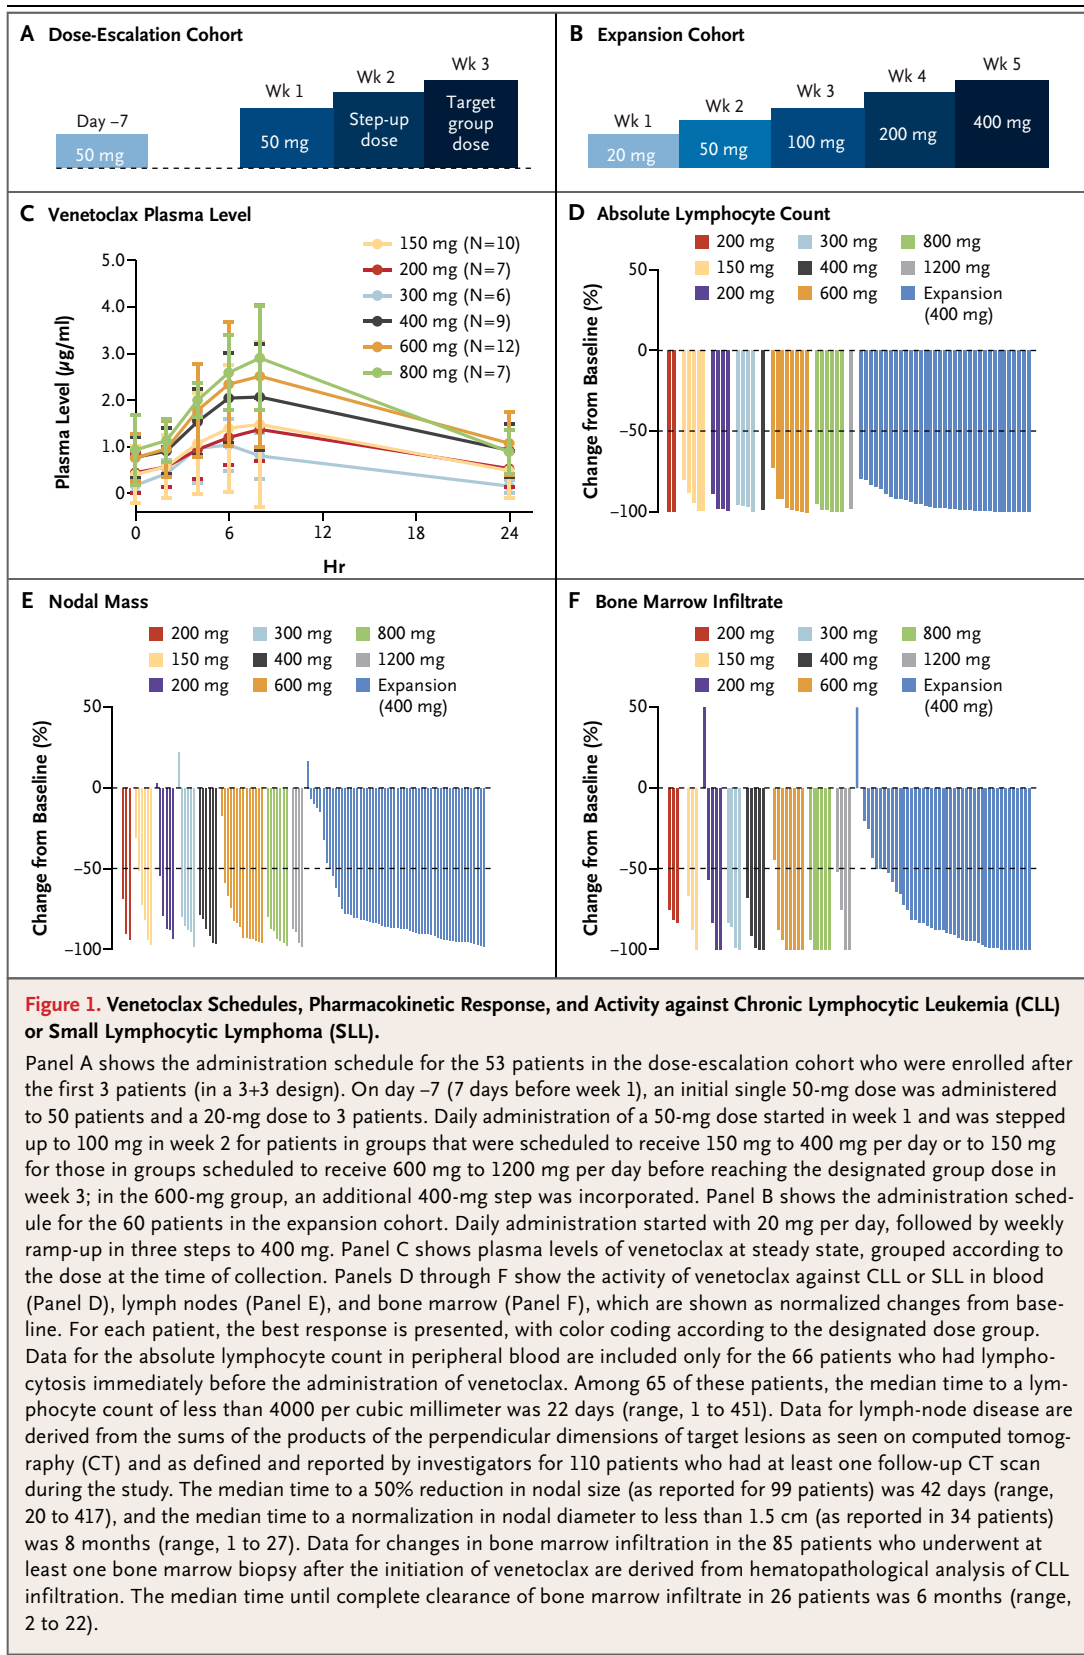 A Dose-Escalation Cohort
Day –7
50 mg
Wk 1
50 mg
Wk 2
Step-up
dose
Wk 3
Target
group
dose
B Expansion Cohort
Wk 1
20 mg
Wk 2
50 mg
Wk 3
100 mg
Wk 4
200 mg
Wk 5
400 mg
C Venetoclax Plasma Level
150 mg (N=10)
200 mg (N=7)
300 mg (N=6)
400 mg (N=9)
600 mg (N=12)
800 mg (N=7)
Plasma Level (μg/ml)
5.0
4.0
3.0
2.0
1.0
0
0 6 12 18 24
Hr
D Absolute Lymphocyte Count
200 mg 300 mg 800 mg
150 mg 400 mg 1200 mg
200 mg 600 mg Expansion
(400 mg)
Change from Baseline (%)
50
0
–50
–100
E Nodal Mass
200 mg 300 mg 800 mg
150 mg 400 mg 1200 mg
200 mg 600 mg Expansion
(400 mg)
Change from Baseline (%)
50
0
–50
–100
F Bone Marrow Infiltrate
200 mg 300 mg 800 mg
150 mg 400 mg 1200 mg
200 mg 600 mg Expansion
(400 mg)
Change from Baseline (%)
50
0
–50
–100
Figure 1. Venetoclax Schedules, Pharmacokinetic Response, and Activity against Chronic Lymphocytic Leukemia (CLL)
or Small Lymphocytic Lymphoma (SLL).
Panel A shows the administration schedule for the 53 patients in the dose-escalation cohort who were enrolled after
the first 3 patients (in a 3+3 design). On day –7 (7 days before week 1), an initial single 50-mg dose was administered
to 50 patients and a 20-mg dose to 3 patients. Daily administration of a 50-mg dose started in week 1 and was stepped
up to 100 mg in week 2 for patients in groups that were scheduled to receive 150 mg to 400 mg per day or to 150 mg
for those in groups scheduled to receive 600 mg to 1200 mg per day before reaching the designated group dose in
week 3; in the 600-mg group, an additional 400-mg step was incorporated. Panel B shows the administration sched-
ule for the 60 patients in the expansion cohort. Daily administration started with 20 mg per day, followed by weekly
ramp-up in three steps to 400 mg. Panel C shows plasma levels of venetoclax at steady state, grouped according to
the dose at the time of collection. Panels D through F show the activity of venetoclax against CLL or SLL in blood
(Panel D), lymph nodes (Panel E), and bone marrow (Panel F), which are shown as normalized changes from base-
line. For each patient, the best response is presented, with color coding according to the designated dose group.
Data for the absolute lymphocyte count in peripheral blood are included only for the 66 patients who had lympho-
cytosis immediately before the administration of venetoclax. Among 65 of these patients, the median time to a lym-
phocyte count of less than 4000 per cubic millimeter was 22 days (range, 1 to 451). Data for lymph-node disease are
derived from the sums of the products of the perpendicular dimensions of target lesions as seen on computed tomog-
raphy (CT) and as defined and reported by investigators for 110 patients who had at least one follow-up CT scan
during the study. The median time to a 50% reduction in nodal size (as reported for 99 patients) was 42 days (range,
20 to 417), and the median time to a normalization in nodal diameter to less than 1.5 cm (as reported in 34 patients)
was 8 months (range, 1 to 27). Data for changes in bone marrow infiltration in the 85 patients who underwent at
least one bone marrow biopsy after the initiation of venetoclax are derived from hematopathological analysis of CLL
infiltration. The median time until complete clearance of bone marrow infiltrate in 26 patients was 6 months (range,
2 to 22).